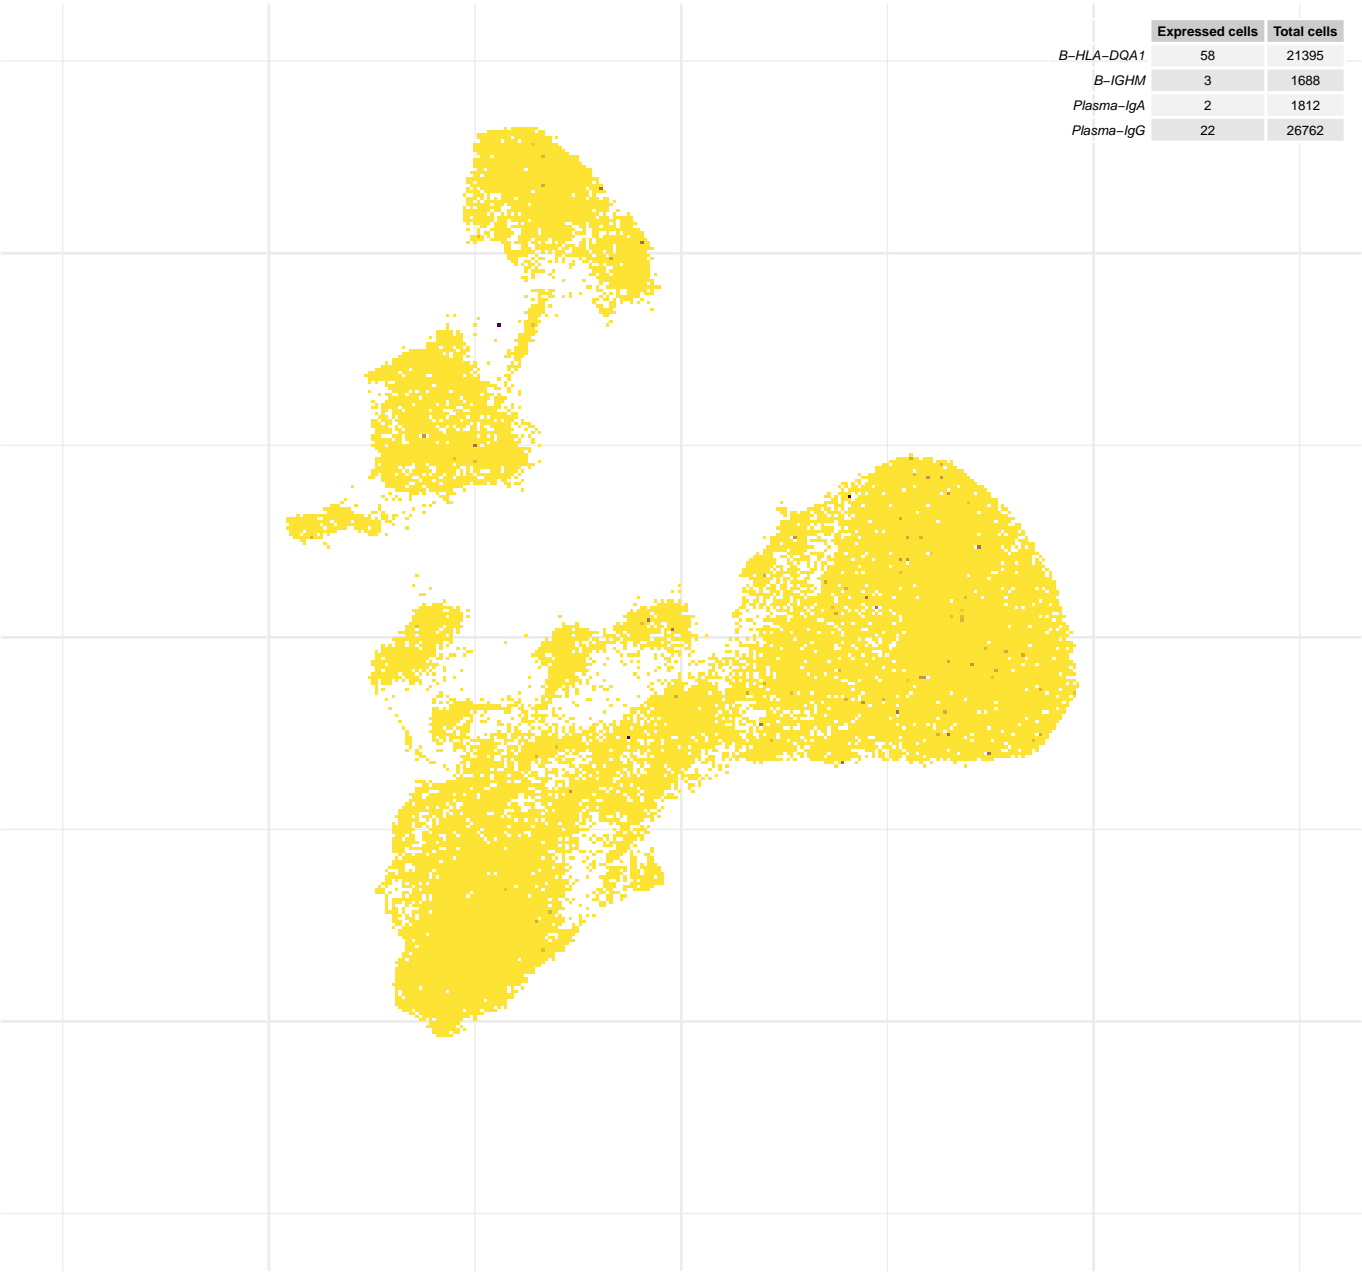 Expressed cells Total cells
B–HLA–DQA1 58 21395
B–IGHM 3 1688
Plasma–IgA 2 1812
Plasma–IgG 22 26762